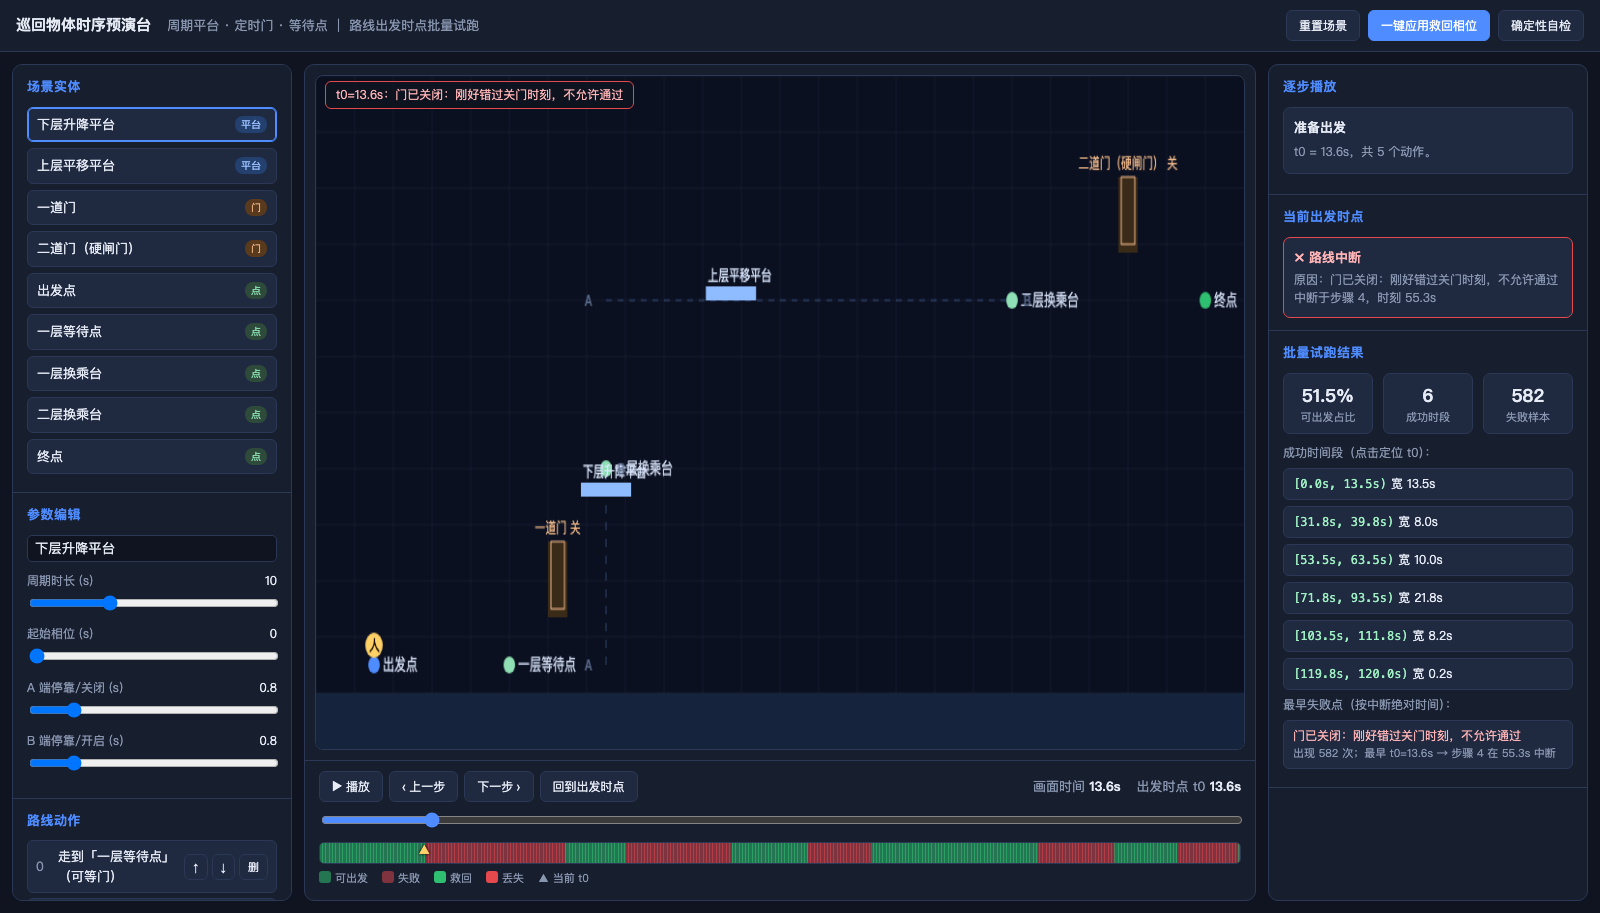 巡回物体时序预演台
周期平台 · 定时门 · 等待点 ｜ 路线出发时点批量试跑
重置场景
一键应用救回相位
确定性自检
场景实体
下层升降平台 平台
上层平移平台 平台
一道门 门
二道门（硬闸门） 门
出发点 点
一层等待点 点
一层换乘台 点
二层换乘台 点
终点 点
参数编辑
下层升降平台
周期时长 (s) 10
起始相位 (s) 0
A 端停靠/关闭 (s) 0.8
B 端停靠/开启 (s) 0.8
路线动作
0 走到「一层等待点」（可等门） ↑ ↓ 删
t0=13.6s：门已关闭：刚好错过关门时刻，不允许通过
二道门（硬闸门） 关
上层平移平台
A
二层换乘台
终点
下层升降平台
层换乘台
一道门 关
人
出发点
一层等待点
A
▶ 播放
‹ 上一步
下一步 ›
回到出发时点
画面时间 13.6s
出发时点 t0 13.6s
可出发 失败 救回 丢失 ▲ 当前 t0
逐步播放
准备出发
t0 = 13.6s，共 5 个动作。
当前出发时点
✕ 路线中断
原因：门已关闭：刚好错过关门时刻，不允许通过
中断于步骤 4，时刻 55.3s
批量试跑结果
51.5% 可出发占比
6 成功时段
582 失败样本
成功时间段（点击定位 t0）：
[0.0s, 13.5s) 宽 13.5s
[31.8s, 39.8s) 宽 8.0s
[53.5s, 63.5s) 宽 10.0s
[71.8s, 93.5s) 宽 21.8s
[103.5s, 111.8s) 宽 8.2s
[119.8s, 120.0s) 宽 0.2s
最早失败点（按中断绝对时间）：
门已关闭：刚好错过关门时刻，不允许通过
出现 582 次；最早 t0=13.6s → 步骤 4 在 55.3s 中断